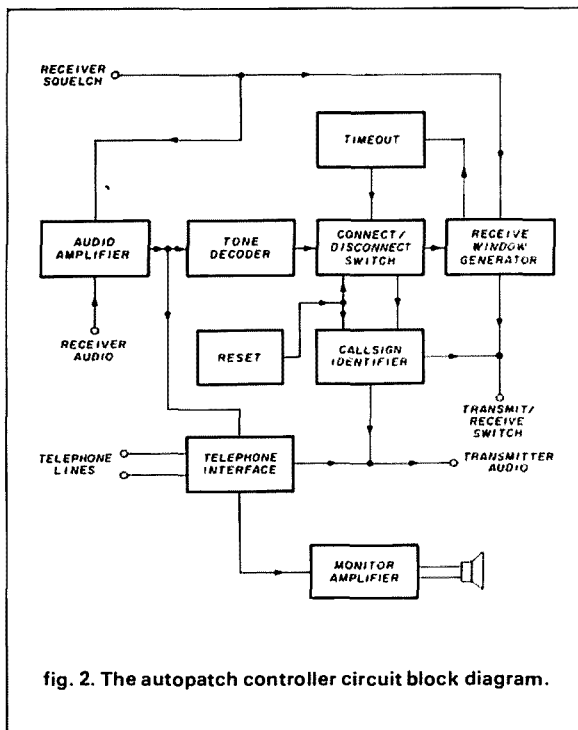 RECEIVER
SQUELCH
TIMEOUT
AUDIO
AMPLIFIER
TONE
DECODER
CONNECT/
DISCONNECT
SWITCH
RECEIVE
WINDOW
GENERATOR
RECEIVER
AUDIO
RESET
CALLSIGN
IDENTIFIER
TRANSMIT/
RECEIVE
SWITCH
TELEPHONE
LINES
TELEPHONE
INTERFACE
TRANSMITTER
AUDIO
MONITOR
AMPLIFIER
fig. 2. The autopatch controller circuit block diagram.